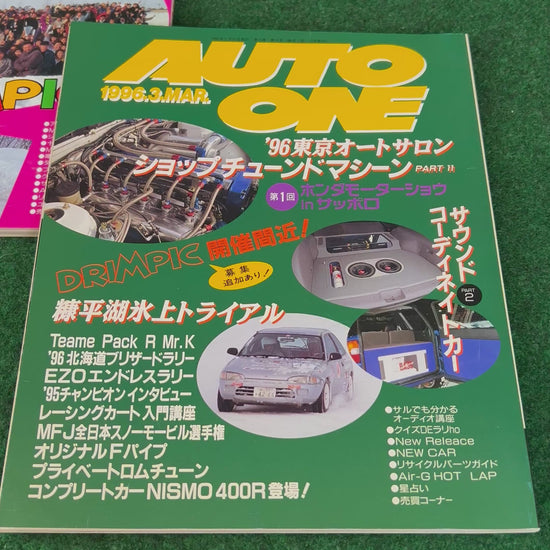 AUTO
ONE
1996.3.MAR.
'96東京オートサロン
ショップチューンドマシーン PART II
第1回 ホンダモーターショウ
in サッポロ
DRIMPIC 開催間近!
募集
追加あり!
サウンド
コーディネイトカー
PART
2
糠平湖氷上トライアル
Teame Pack R Mr.K
'96北海道ブリザードラリー
EZOエンドレスラリー
'95チャンピオンインタビュー
レーシングカート入門講座
MFJ全日本スノーモービル選手権
オリジナルFパイプ
プライベートロムチューン
コンプリートカーNISMO 400R登場!
●サルでも分かる
オーディオ講座
●クイズDEラリho
●New Releace
●NEW CAR
●リサイクルパーツガイド
●Air-G HOT LAP
●星占い
●売買コーナー